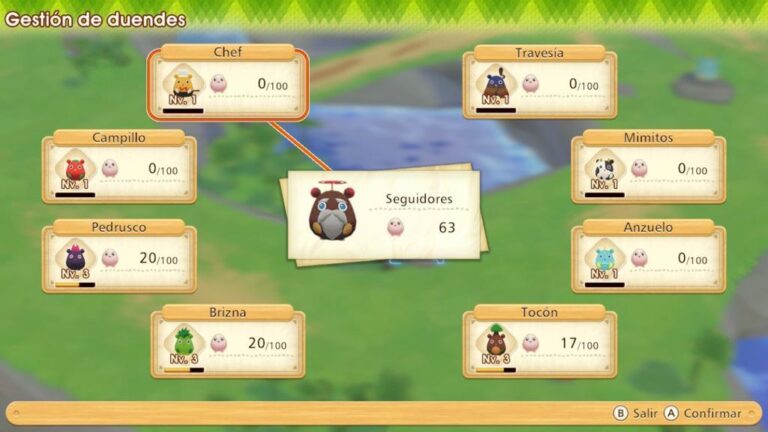 Gestión de duendes
Chef
Nv. 1
0/100
Travesía
Nv. 1
0/100
Campillo
Nv. 1
0/100
Mimitos
Nv. 1
0/100
Seguidores
63
Pedrusco
Nv. 3
20/100
Anzuelo
Nv. 1
0/100
Brizna
Nv. 3
20/100
Tocón
Nv. 3
17/100
B Salir A Confirmar